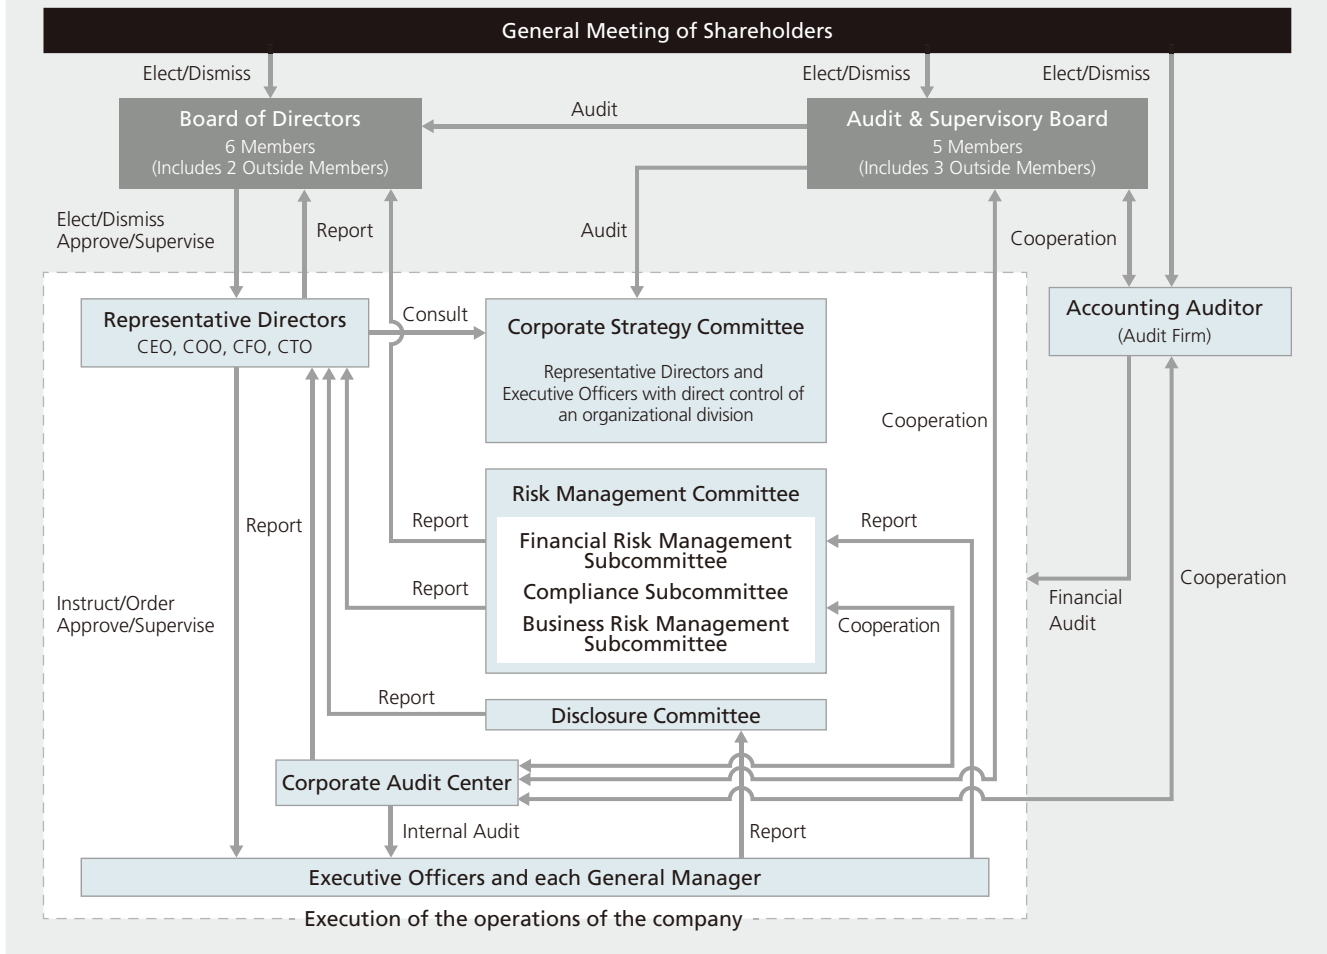 General Meeting of Shareholders
Elect/Dismiss
Elect/Dismiss
Elect/Dismiss
Board of Directors
6 Members
(Includes 2 Outside Members)
Audit
Audit & Supervisory Board
5 Members
(Includes 3 Outside Members)
Elect/Dismiss
Approve/Supervise
Report
Audit
Cooperation
Representative Directors
CEO, COO, CFO, CTO
Consult
Corporate Strategy Committee
Representative Directors and
Executive Officers with direct control of
an organizational division
Accounting Auditor
(Audit Firm)
Cooperation
Risk Management Committee
Financial Risk Management
Subcommittee
Compliance Subcommittee
Business Risk Management
Subcommittee
Report
Report
Report
Report
Cooperation
Instruct/Order
Approve/Supervise
Financial
Audit
Cooperation
Report
Disclosure Committee
Corporate Audit Center
Internal Audit
Report
Executive Officers and each General Manager
Execution of the operations of the company